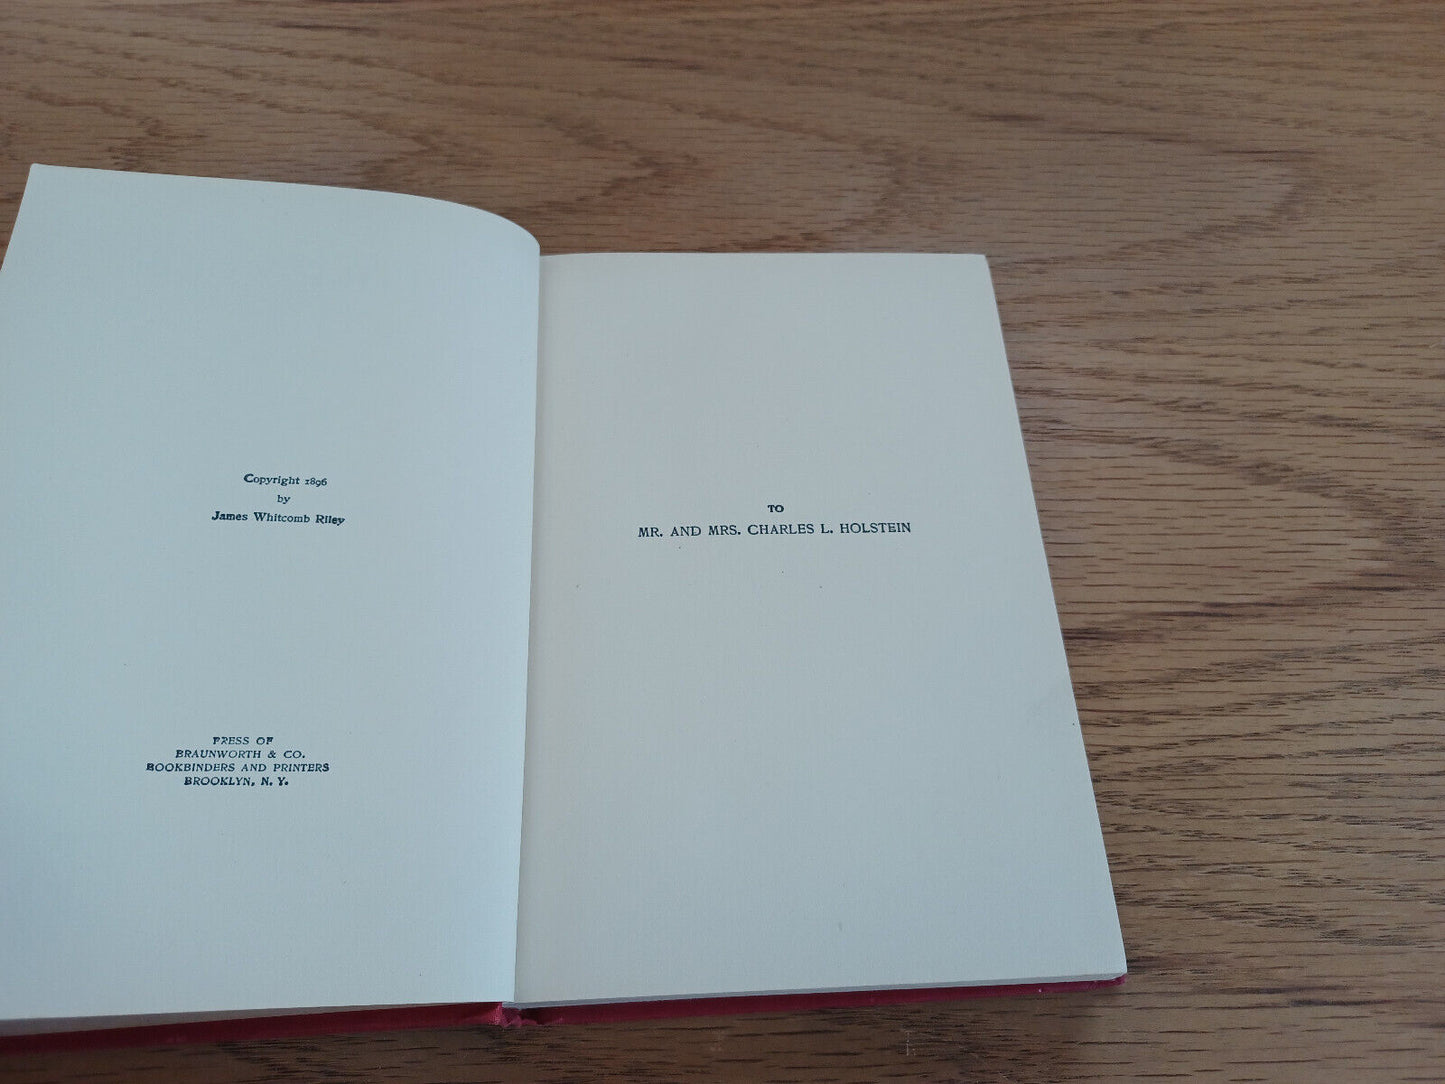 Copyright 1896
by
James Whitcomb Riley
PRESS OF
BRAUNWORTH & CO.
BOOKBINDERS AND PRINTERS
BROOKLYN, N. Y.
TO
MR. AND MRS. CHARLES L. HOLSTEIN